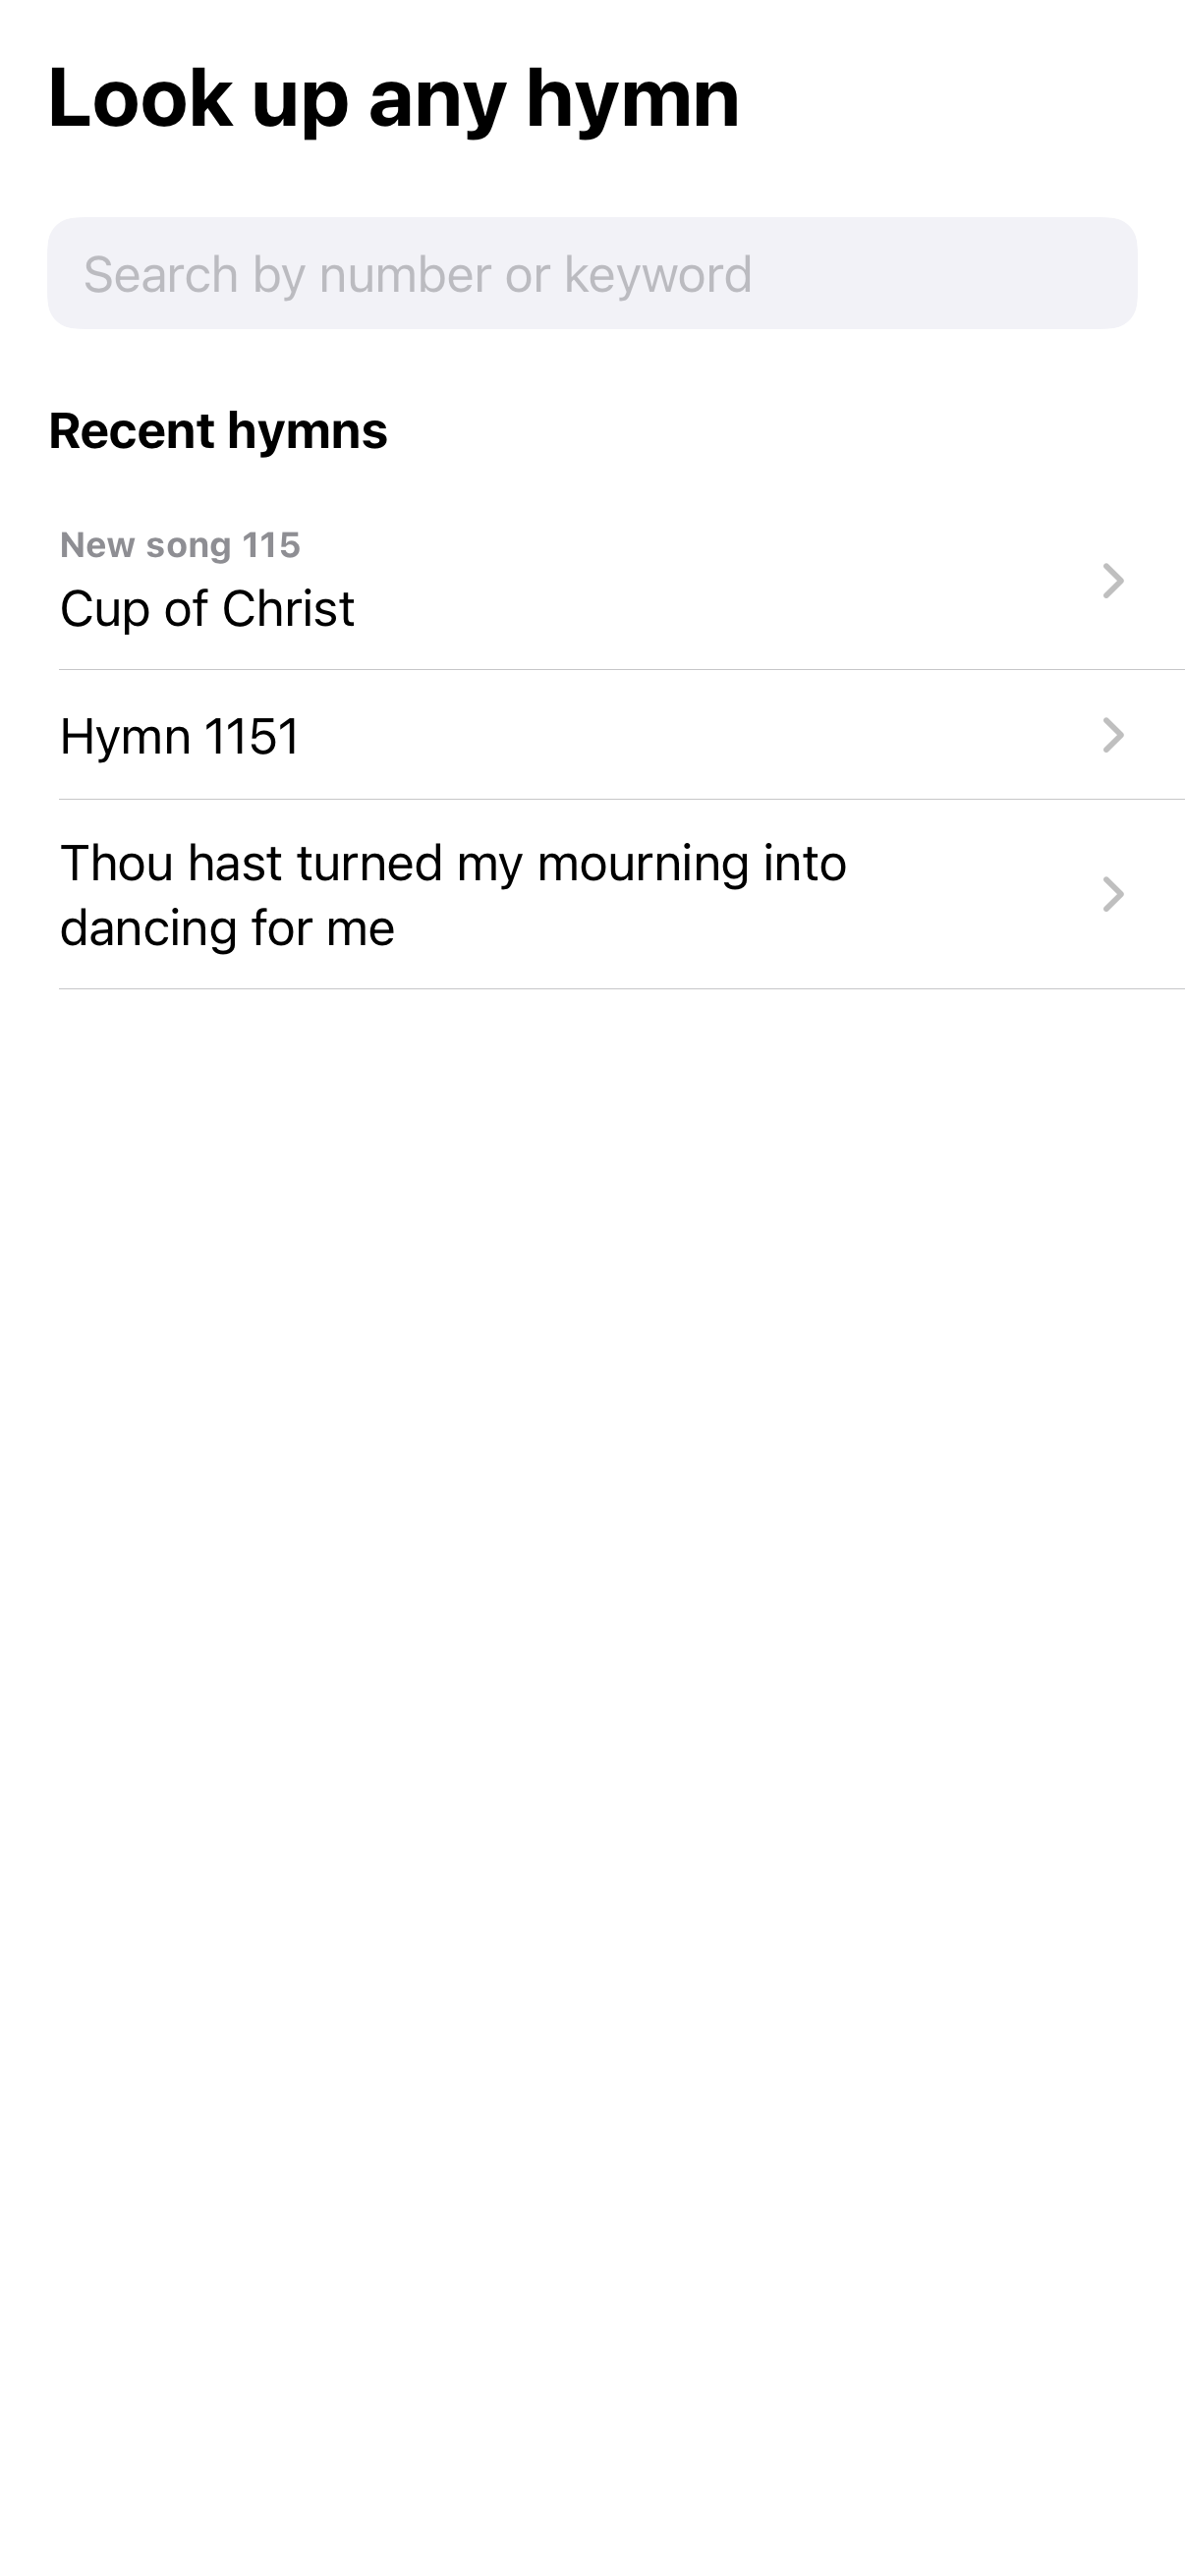 Look up any hymn
Search by number or keyword
Recent hymns
New song 115
Cup of Christ
Hymn 1151
Thou hast turned my mourning into
dancing for me